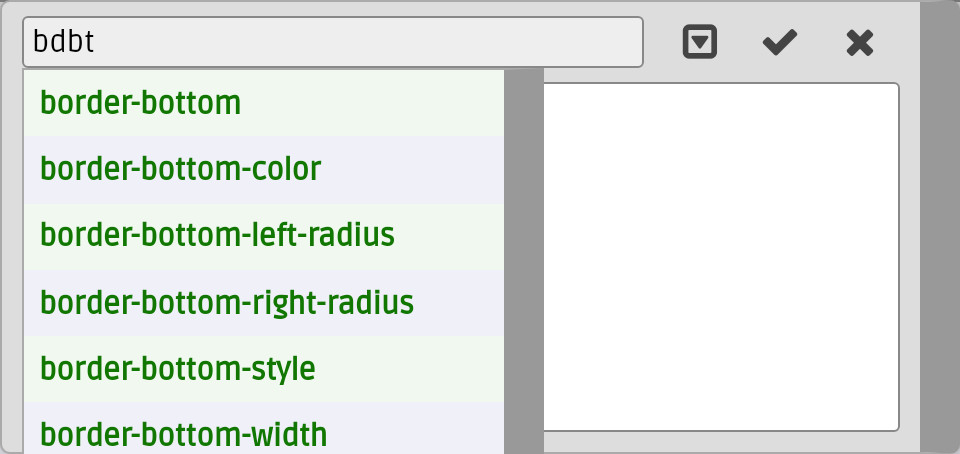 bdbt
border-bottom
border-bottom-color
border-bottom-left-radius
border-bottom-right-radius
border-bottom-style
border-bottom-width